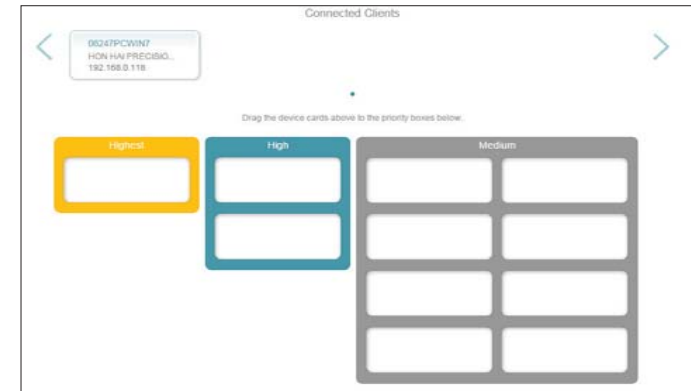 Connected Clients
06247PCWIN7
HON HAI PRECISIO...
192.168.0.118
Drag the device cards above to the priority boxes below.
Highest
High
Medium